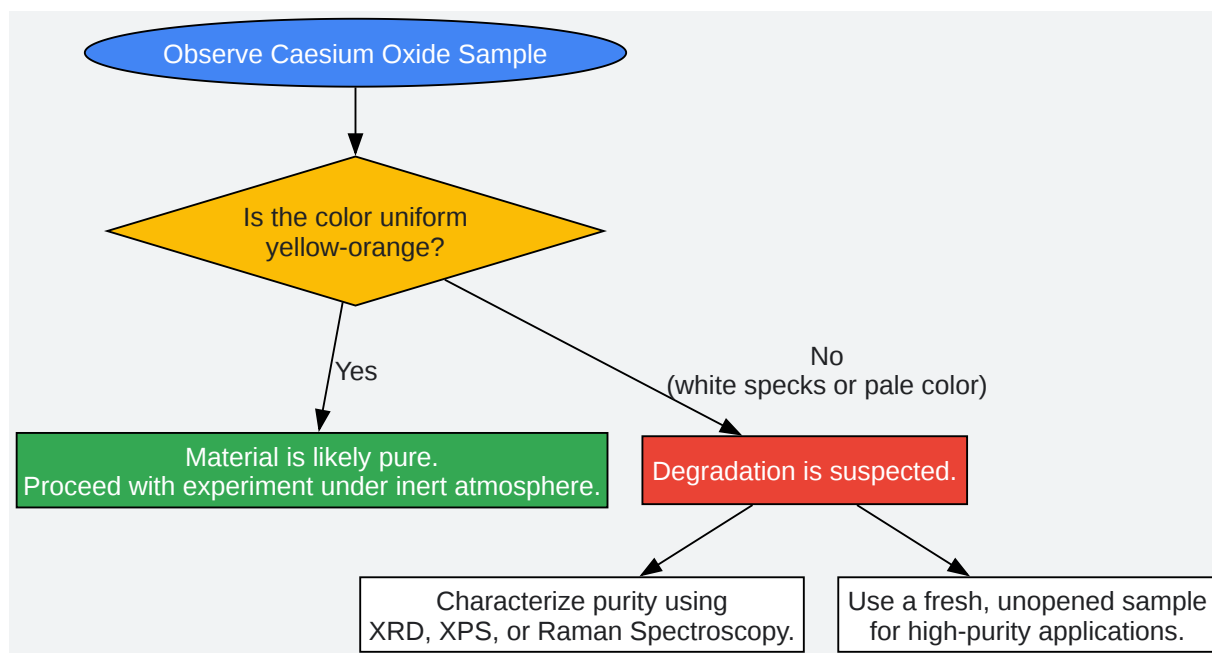 Observe Caesium Oxide Sample
Is the color uniform
yellow-orange?
Yes
No
(white specks or pale color)
Material is likely pure.
Proceed with experiment under inert atmosphere.
Degradation is suspected.
Characterize purity using
XRD, XPS, or Raman Spectroscopy.
Use a fresh, unopened sample
for high-purity applications.